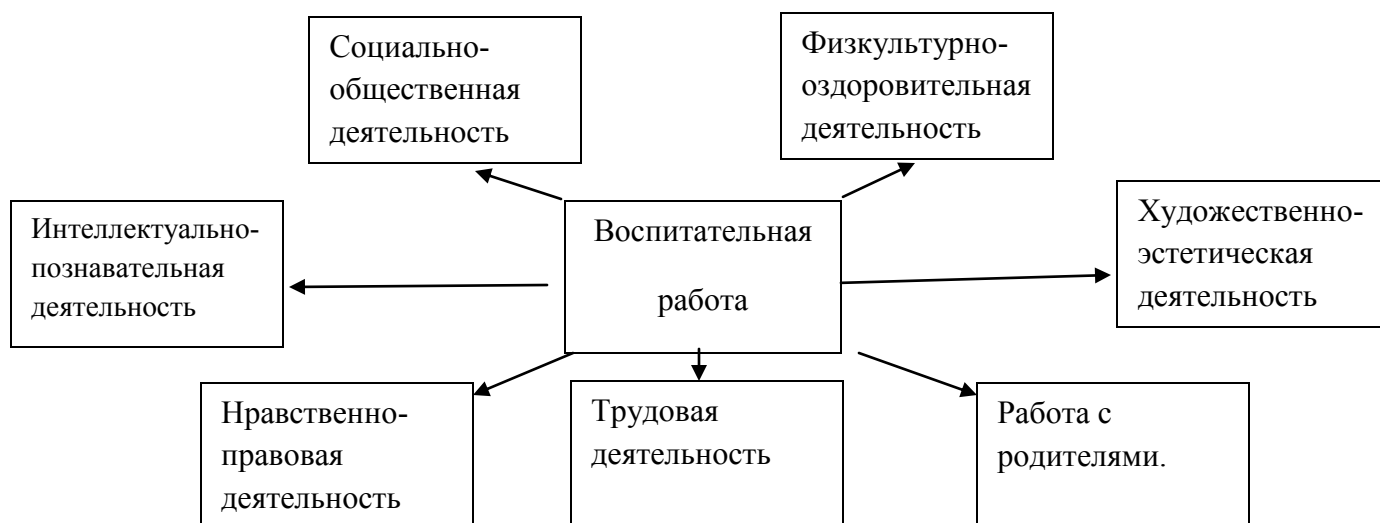 Социально-
общественная
деятельность
Физкультурно-
оздоровительная
деятельность
Интеллектуально-
познавательная
деятельность
Воспитательная
работа
Художественно-
эстетическая
деятельность
Нравственно-
правовая
деятельность
Трудовая
деятельность
Работа с
родителями.